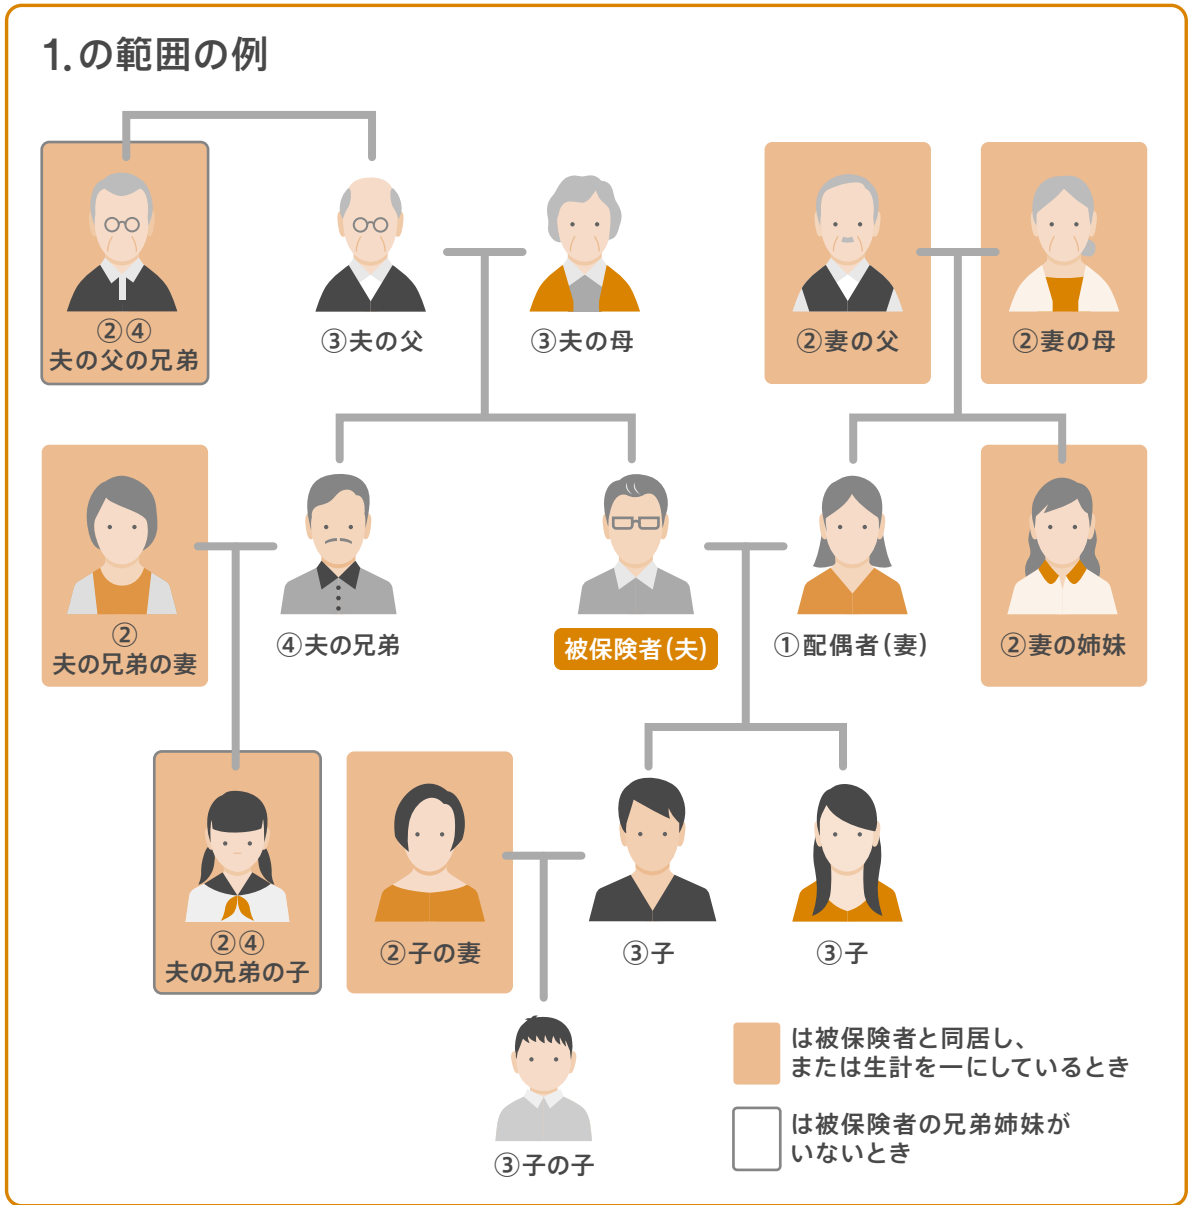 1.の範囲の例
②④
夫の父の兄弟
③夫の父
③夫の母
②妻の父
②妻の母
②
夫の兄弟の妻
④夫の兄弟
被保険者(夫)
①配偶者(妻)
②妻の姉妹
②④
夫の兄弟の子
②子の妻
③子
③子
③子の子
は被保険者と同居し、
または生計を一にしているとき
は被保険者の兄弟姉妹が
いないとき